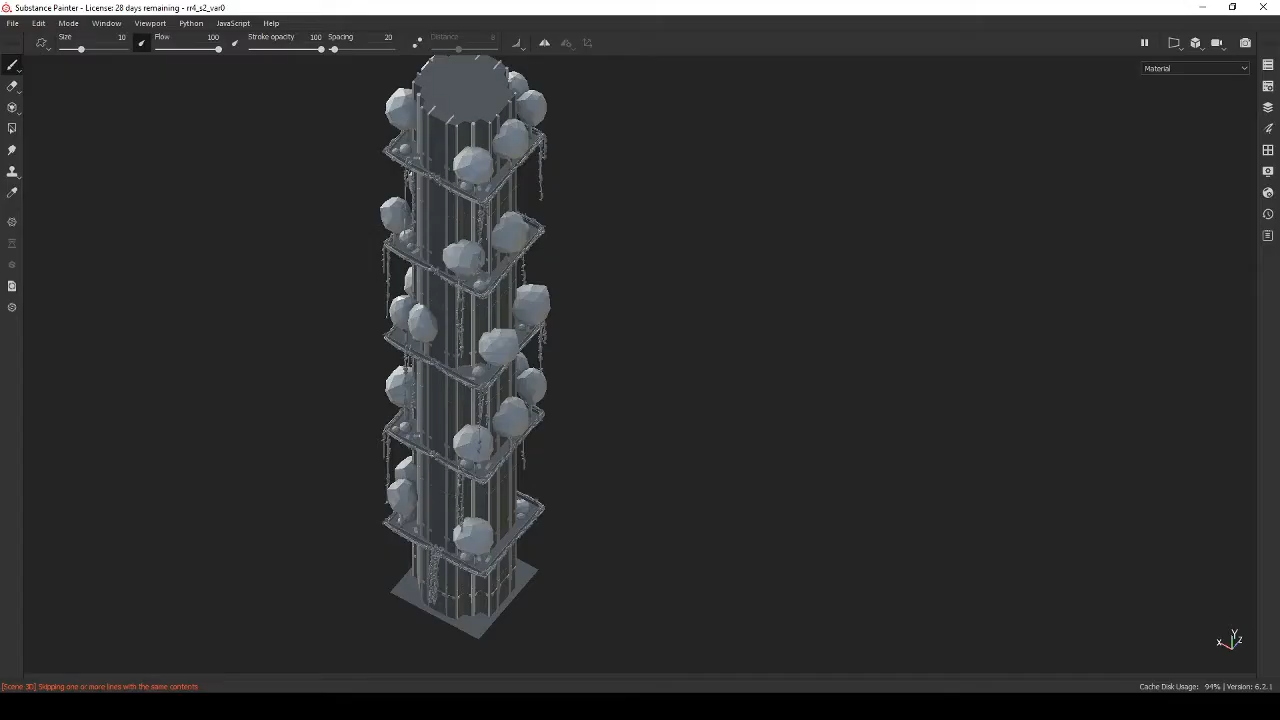 Substance Painter - License: 28 days remaining - rr4_s2_var0
File Edit Mode Window Viewport Python JavaScript Help
Size 10 Flow 100 Stroke opacity 100 Spacing 20 Distance 8
Material
Y
X Z
[Scene 3D] Skipping one or more lines with the same contents
Cache Disk Usage: 94% | Version: 6.2.1